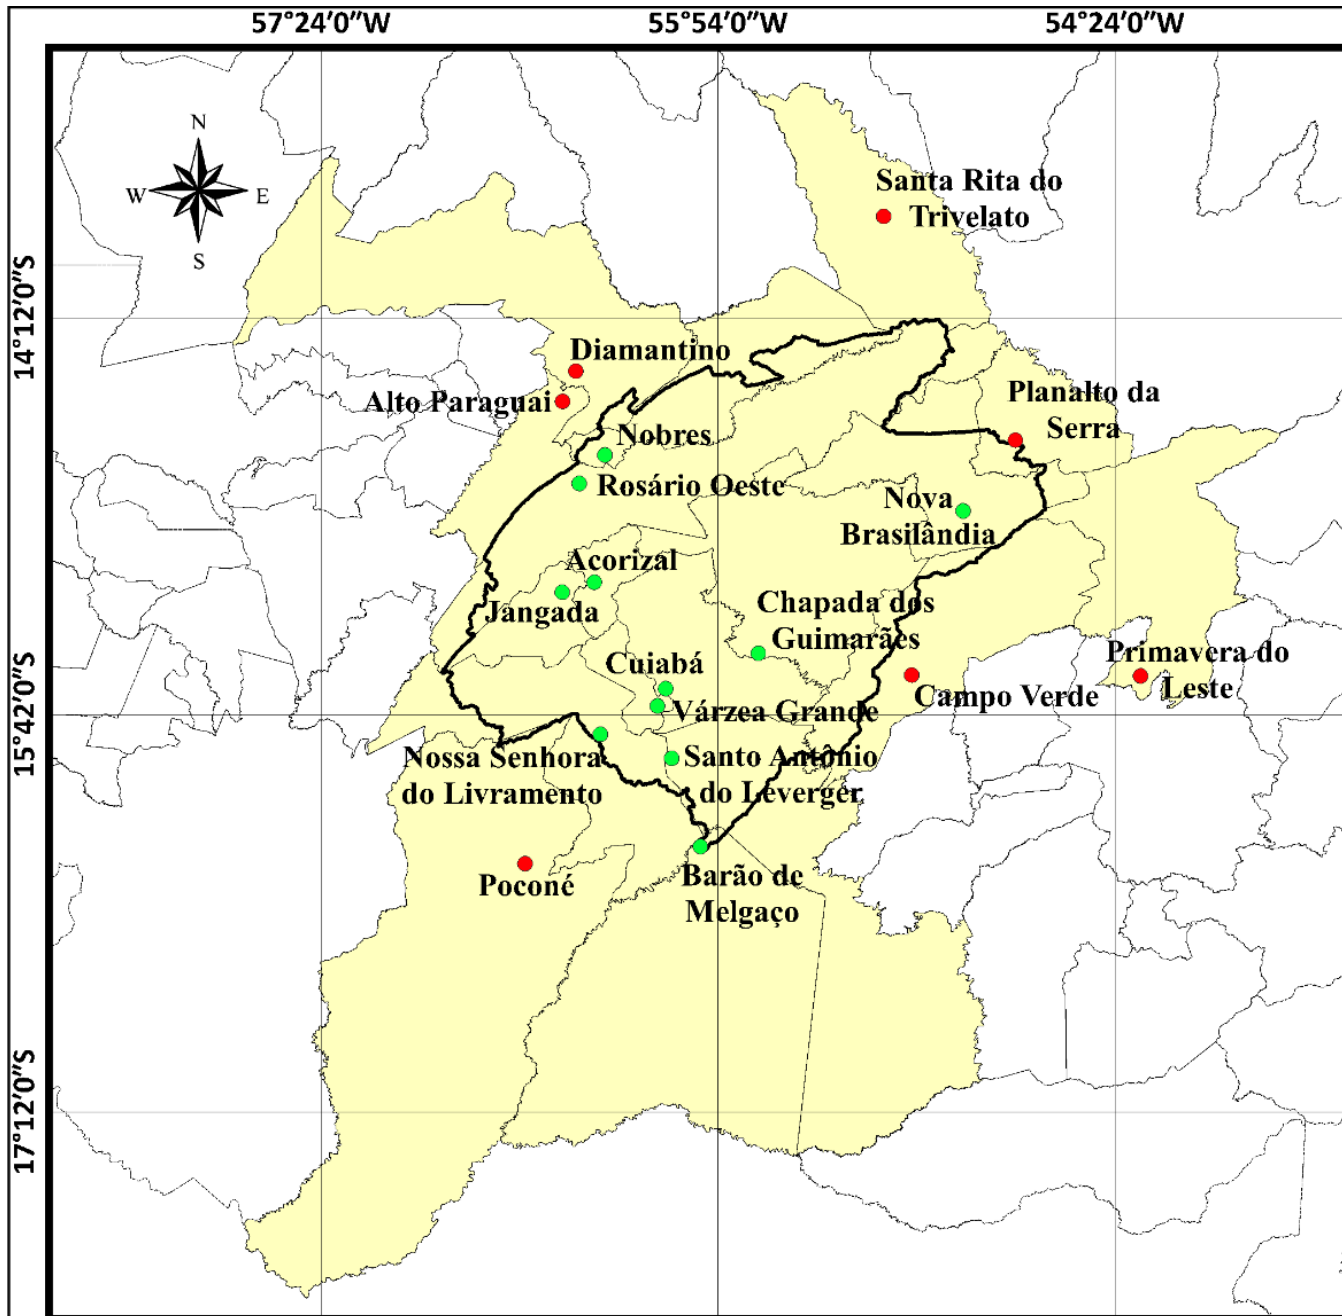 57°24'0"W
55°54'0"W
54°24'0"W
N
W
E
S
14°12'0"S
15°42'0"S
17°12'0"S
Santa Rita do
Trivelato
Diamantino
Alto Paraguai
Planalto da
Serra
Nobres
Rosário Oeste
Nova
Brasilândia
Acorizal
Jangada
Chapada dos
Guimarães
Cuiabá
Primavera do
Leste
Campo Verde
Várzea Grande
Nossa Senhora
do Livramento
Santo Antônio
do Leverger
Poconé
Barão de
Melgaço